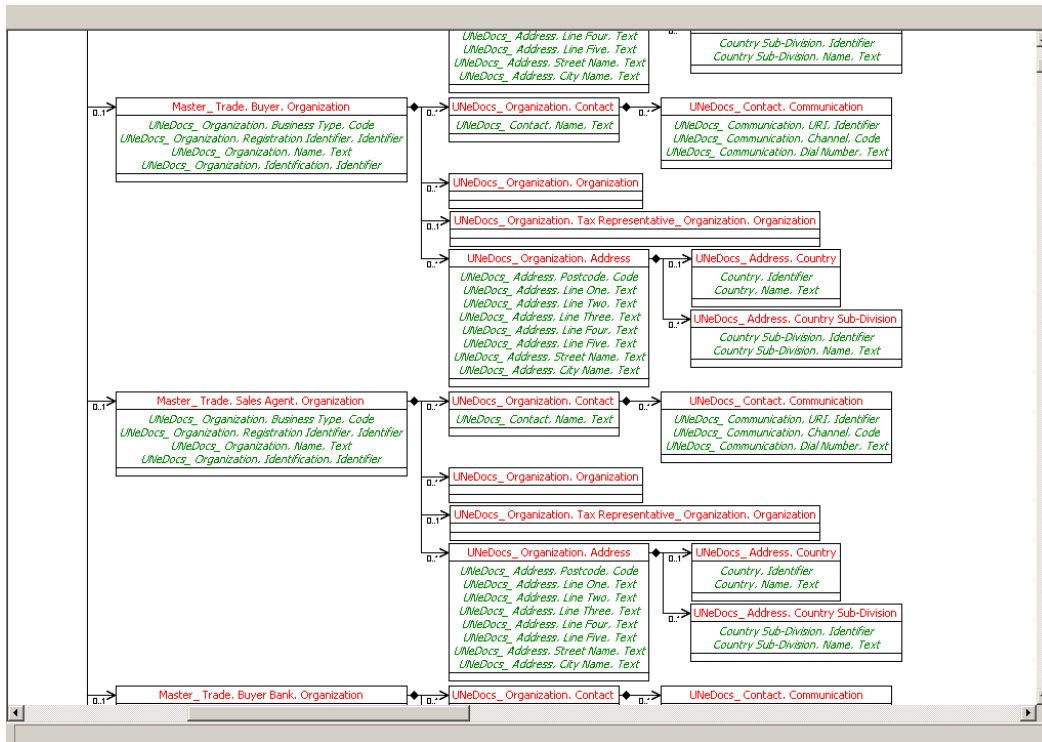 UNeDocs_ Address. Line Four. Text
UNeDocs_ Address. Line Five. Text
UNeDocs_ Address. Street Name. Text
UNeDocs_ Address. City Name. Text
0..*
Country Sub-Division. Identifier
Country Sub-Division. Name. Text
0..1
Master_ Trade. Buyer. Organization
UNeDocs_ Organization. Business Type. Code
UNeDocs_ Organization. Registration Identifier. Identifier
UNeDocs_ Organization. Name. Text
UNeDocs_ Organization. Identification. Identifier
0..*
UNeDocs_ Organization. Contact
UNeDocs_ Contact. Name. Text
0..*
UNeDocs_ Contact. Communication
UNeDocs_ Communication. URI. Identifier
UNeDocs_ Communication. Channel. Code
UNeDocs_ Communication. Dial Number. Text
0..*
UNeDocs_ Organization. Organization
0..1
UNeDocs_ Organization. Tax Representative_ Organization. Organization
0..*
UNeDocs_ Organization. Address
UNeDocs_ Address. Postcode. Code
UNeDocs_ Address. Line One. Text
UNeDocs_ Address. Line Two. Text
UNeDocs_ Address. Line Three. Text
UNeDocs_ Address. Line Four. Text
UNeDocs_ Address. Line Five. Text
UNeDocs_ Address. Street Name. Text
UNeDocs_ Address. City Name. Text
0..1
UNeDocs_ Address. Country
Country. Identifier
Country. Name. Text
0..*
UNeDocs_ Address. Country Sub-Division
Country Sub-Division. Identifier
Country Sub-Division. Name. Text
0..1
Master_ Trade. Sales Agent. Organization
UNeDocs_ Organization. Business Type. Code
UNeDocs_ Organization. Registration Identifier. Identifier
UNeDocs_ Organization. Name. Text
UNeDocs_ Organization. Identification. Identifier
0..*
UNeDocs_ Organization. Contact
UNeDocs_ Contact. Name. Text
0..*
UNeDocs_ Contact. Communication
UNeDocs_ Communication. URI. Identifier
UNeDocs_ Communication. Channel. Code
UNeDocs_ Communication. Dial Number. Text
0..*
UNeDocs_ Organization. Organization
0..1
UNeDocs_ Organization. Tax Representative_ Organization. Organization
0..*
UNeDocs_ Organization. Address
UNeDocs_ Address. Postcode. Code
UNeDocs_ Address. Line One. Text
UNeDocs_ Address. Line Two. Text
UNeDocs_ Address. Line Three. Text
UNeDocs_ Address. Line Four. Text
UNeDocs_ Address. Line Five. Text
UNeDocs_ Address. Street Name. Text
UNeDocs_ Address. City Name. Text
0..1
UNeDocs_ Address. Country
Country. Identifier
Country. Name. Text
0..*
UNeDocs_ Address. Country Sub-Division
Country Sub-Division. Identifier
Country Sub-Division. Name. Text
0..1
Master_ Trade. Buyer Bank. Organization
0..*
UNeDocs_ Organization. Contact
0..*
UNeDocs_ Contact. Communication